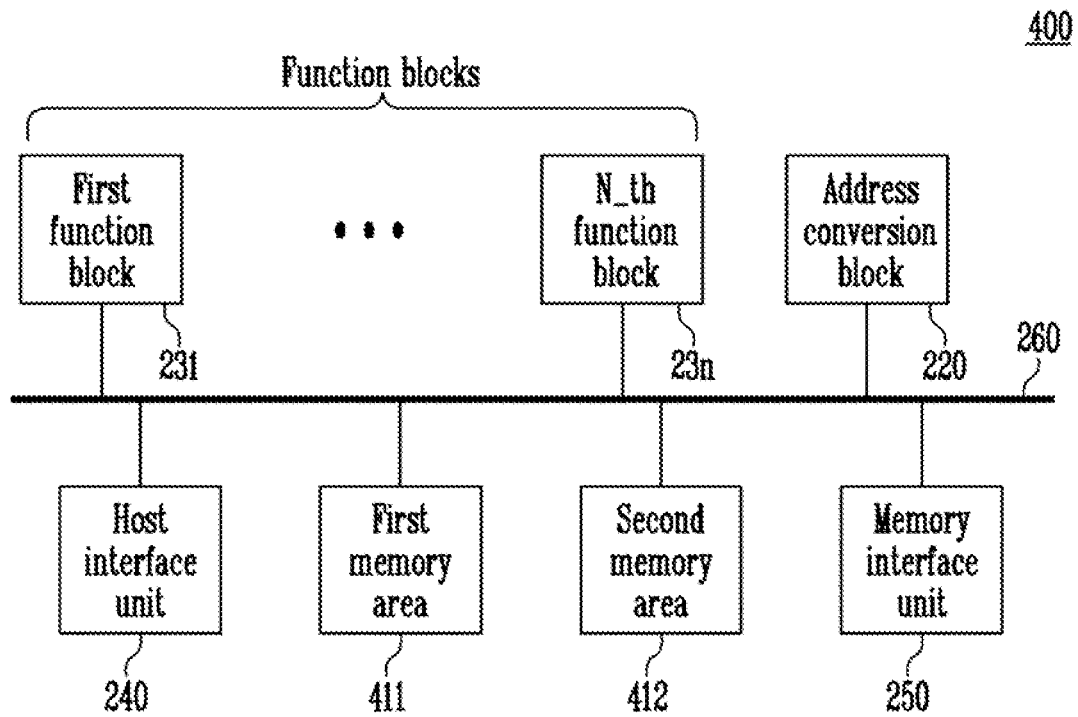 400
Function blocks
First
function
block
N_th
function
block
Address
conversion
block
231
23n
220
260
Host
interface
unit
First
memory
area
Second
memory
area
Memory
interface
unit
240
411
412
250